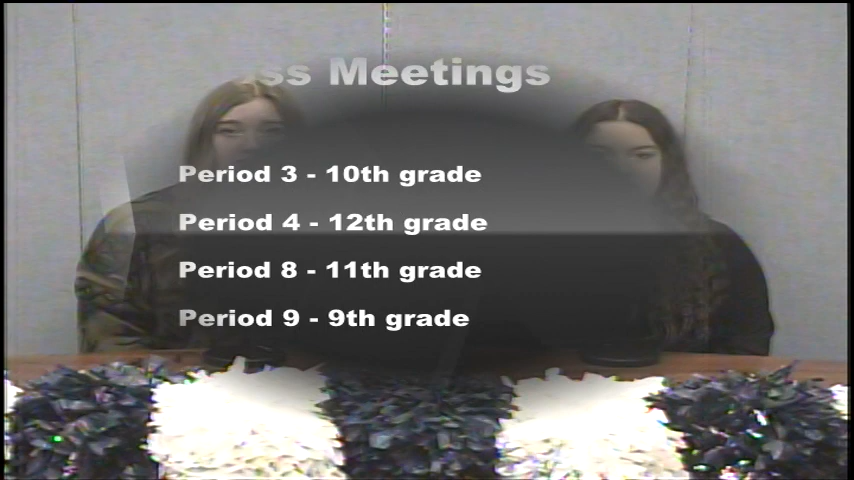 ss Meetings
Period 3 - 10th grade
Period 4 - 12th grade
Period 8 - 11th grade
Period 9 - 9th grade